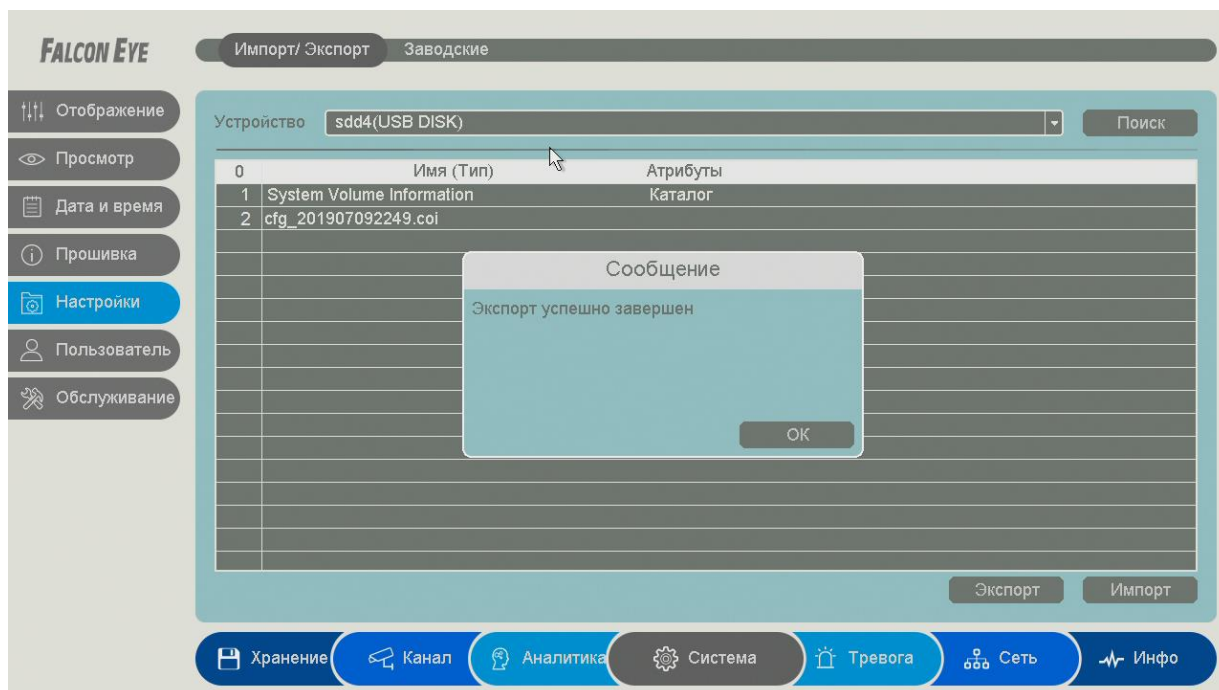 FALCON EYE
Импорт/ Экспорт Заводские
Отображение
Просмотр
Дата и время
Прошивка
Настройки
Пользователь
Обслуживание
Устройство sdd4(USB DISK) Поиск
0 Имя (Тип) Атрибуты
1 System Volume Information Каталог
2 cfg_201907092249.coi
Сообщение
Экспорт успешно завершен
ОК
Экспорт Импорт
Хранение Канал Аналитика Система Тревога Сеть Инфо